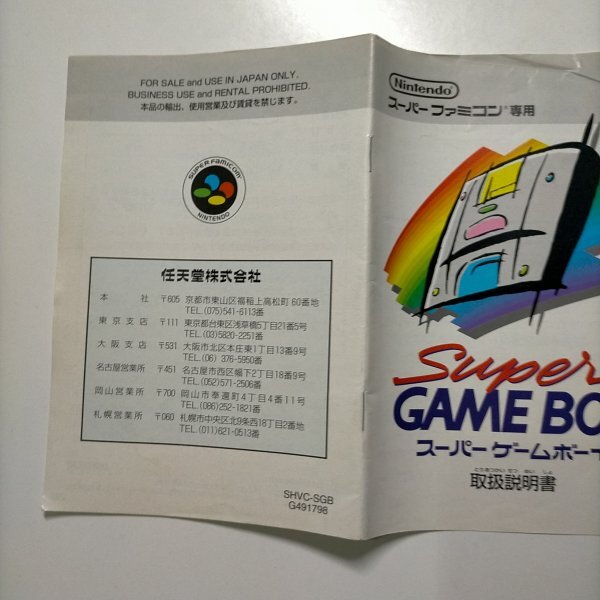 FOR SALE and USE IN JAPAN ONLY.
BUSINESS USE and RENTAL PROHIBITED.
本品の輸出、使用営業及び賃貸を禁じます。
SUPER FAMICOM
NINTENDO
任天堂株式会社
本社 〒605 京都市東山区福稲上高松町60番地
TEL.(075)541-6113番
東京支店 〒111 東京都台東区浅草橋5丁目21番5号
TEL.(03)5820-2251番
大阪支店 〒531 大阪市北区本庄東1丁目13番9号
TEL.(06) 376-5950番
名古屋営業所 〒451 名古屋市西区幅下2丁目18番9号
TEL.(052)571-2506番
岡山営業所 〒700 岡山市奉還町4丁目4番11号
TEL.(086)252-1821番
札幌営業所 〒060 札幌市中央区北9条西18丁目2番地
TEL.(011)621-0513番
SHVC-SGB
G491798
Nintendo
スーパーファミコン®専用
Super
GAME BO
スーパーゲームボーイ
とりあつかいせつめいしょ
取扱説明書